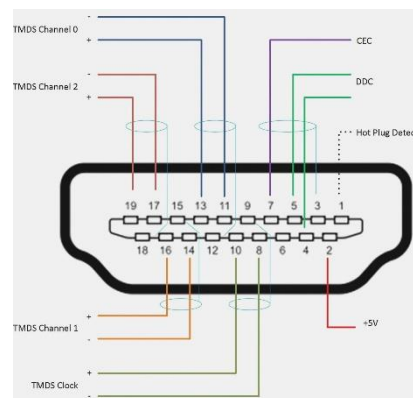 -
TMDS Channel 0
+
CEC
-
DDC
TMDS Channel 2
+
Hot Plug Detec
19 17 15 13 11 9 7 5 3 1
18 16 14 12 10 8 6 4 2
+
TMDS Channel 1
-
+5V
+
TMDS Clock
-